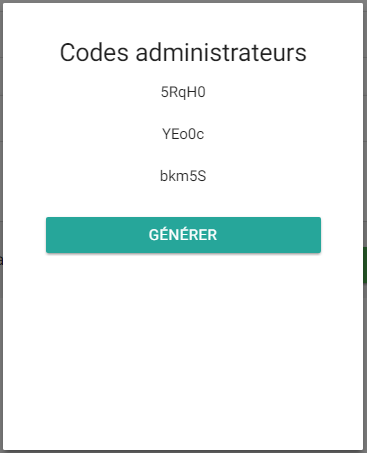 Codes administrateurs
5RqH0
YEo0c
bkm5S
GÉNÉRER